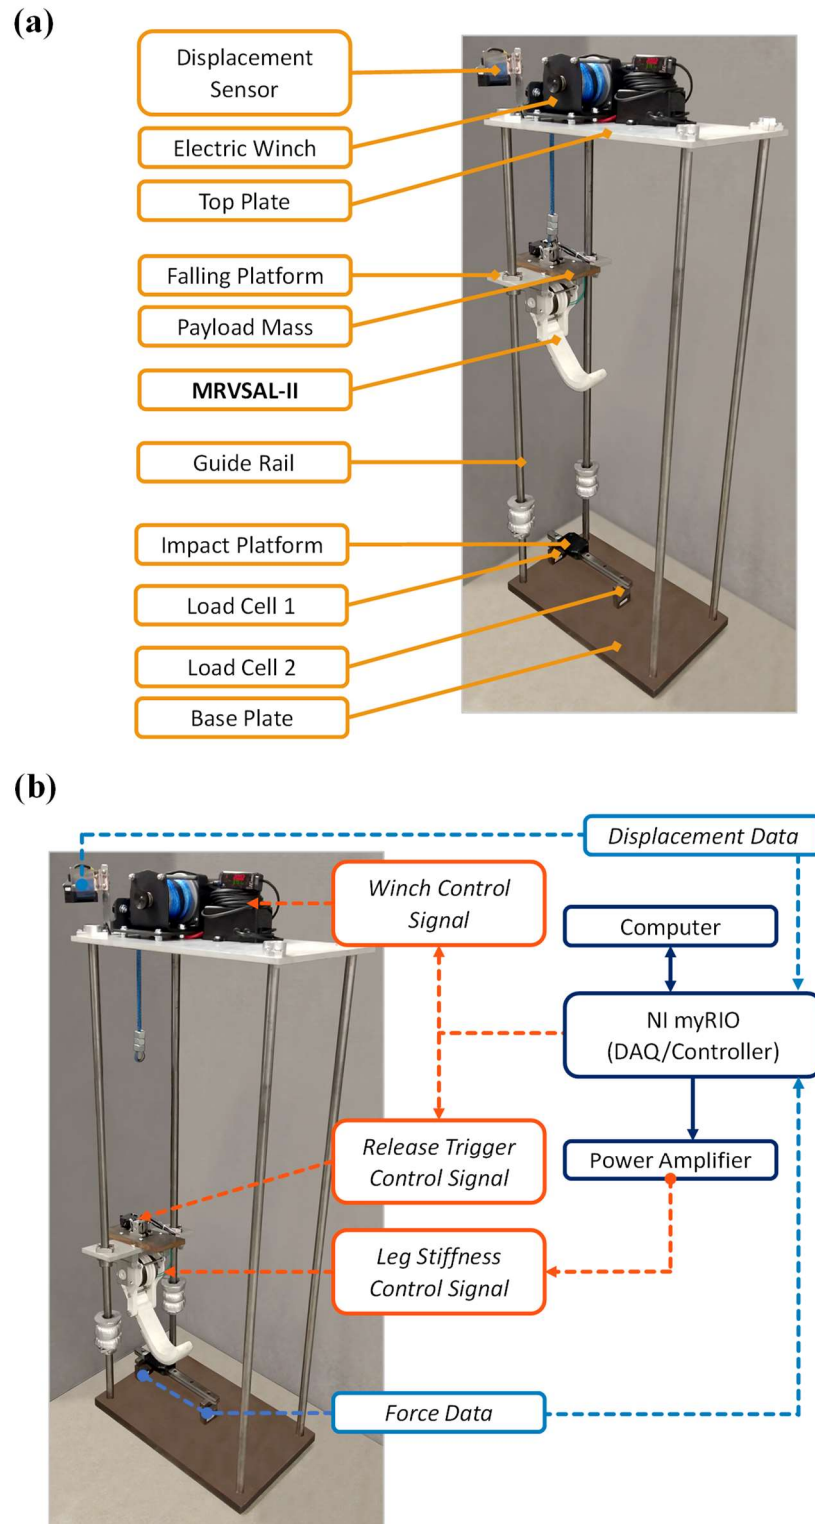 (a)
Displacement
Sensor
Electric Winch
Top Plate
Falling Platform
Payload Mass
MRVSAL-II
Guide Rail
Impact Platform
Load Cell 1
Load Cell 2
Base Plate
(b)
Displacement Data
Winch Control
Signal
Computer
NI myRIO
(DAQ/Controller)
Release Trigger
Control Signal
Power Amplifier
Leg Stiffness
Control Signal
Force Data